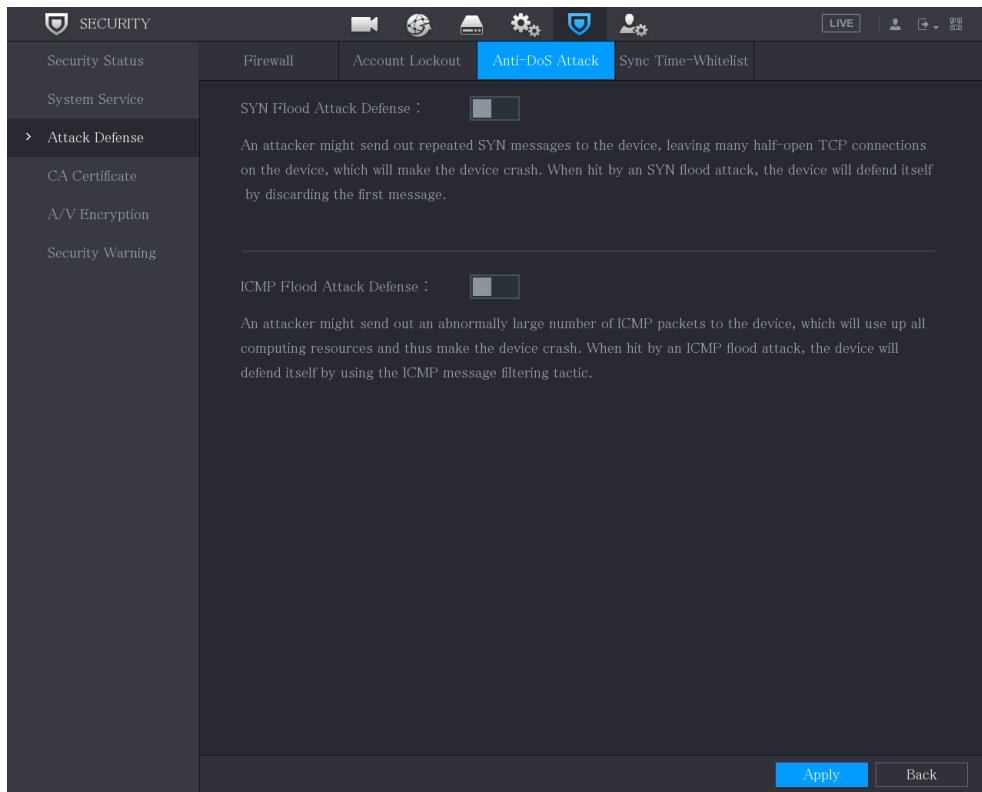 SECURITY
LIVE
Security Status
System Service
Attack Defense
CA Certificate
A/V Encryption
Security Warning
Firewall
Account Lockout
Anti-DoS Attack
Sync Time-Whitelist
SYN Flood Attack Defense :
An attacker might send out repeated SYN messages to the device, leaving many half-open TCP connections
on the device, which will make the device crash. When hit by an SYN flood attack, the device will defend itself
by discarding the first message.
ICMP Flood Attack Defense :
An attacker might send out an abnormally large number of ICMP packets to the device, which will use up all
computing resources and thus make the device crash. When hit by an ICMP flood attack, the device will
defend itself by using the ICMP message filtering tactic.
Apply
Back